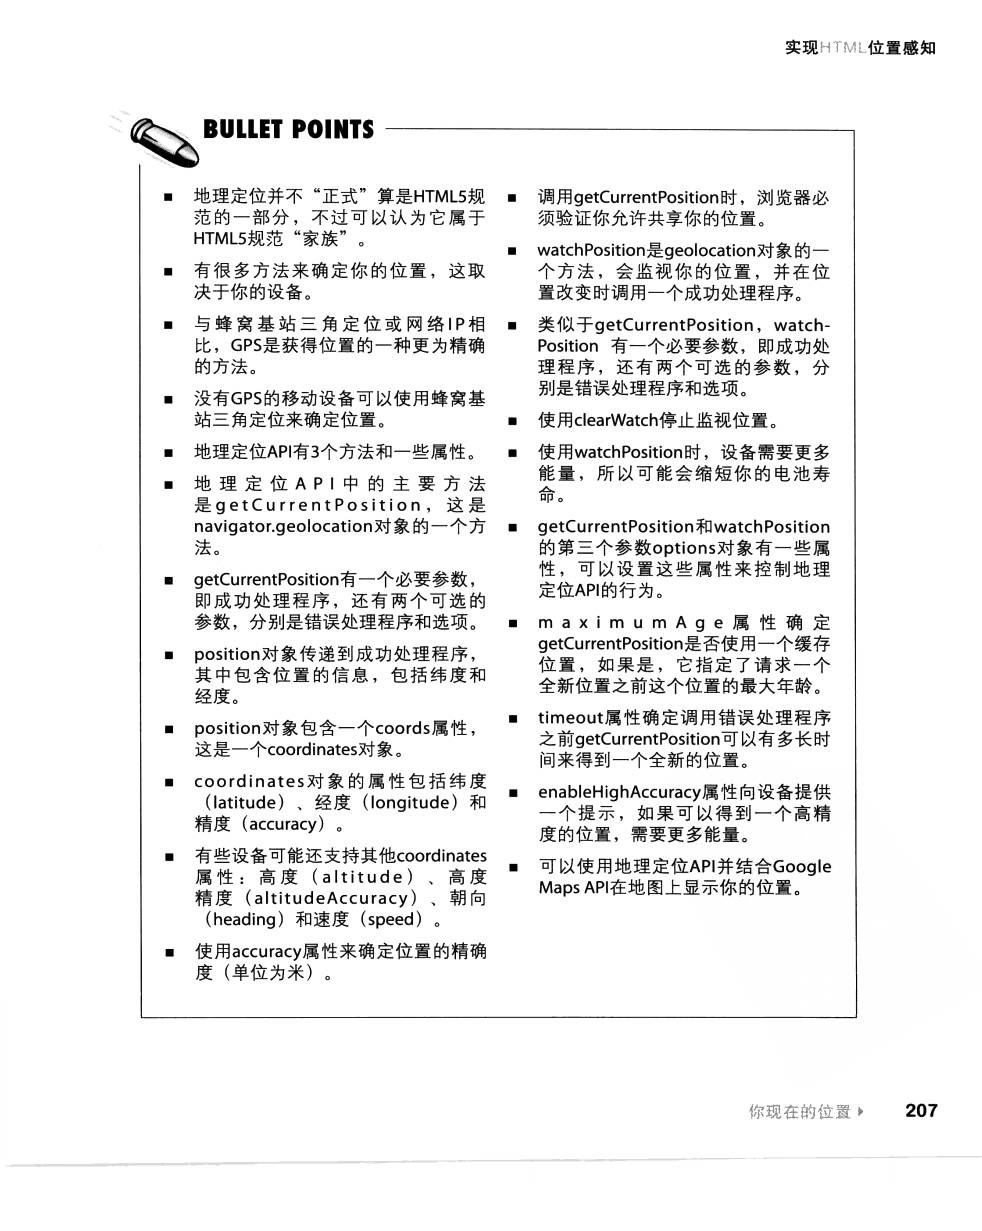 实现HTML位置感知
BULLET POINTS
■ 地理定位并不“正式”算是HTML5规
范的一部分，不过可以认为它属于
HTML5规范“家族”。
■ 有很多方法来确定你的位置，这取
决于你的设备。
■ 与蜂窝基站三角定位或网络IP相
比，GPS是获得位置的一种更为精确
的方法。
■ 没有GPS的移动设备可以使用蜂窝基
站三角定位来确定位置。
■ 地理定位API有3个方法和一些属性。
■ 地理定位API中的主要方法
是getCurrentPosition，这是
navigator.geolocation对象的一个方
法。
■ getCurrentPosition有一个必要参数，
即成功处理程序，还有两个可选的
参数，分别是错误处理程序和选项。
■ position对象传递到成功处理程序，
其中包含位置的信息，包括纬度和
经度。
■ position对象包含一个coords属性，
这是一个coordinates对象。
■ coordinates对象的属性包括纬度
（latitude）、经度（longitude）和
精度（accuracy）。
■ 有些设备可能还支持其他coordinates
属性：高度（altitude）、高度
精度（altitudeAccuracy）、朝向
（heading）和速度（speed）。
■ 使用accuracy属性来确定位置的精确
度（单位为米）。
■ 调用getCurrentPosition时，浏览器必
须验证你允许共享你的位置。
■ watchPosition是geolocation对象的一
个方法，会监视你的位置，并在位
置改变时调用一个成功处理程序。
■ 类似于getCurrentPosition，watch-
Position 有一个必要参数，即成功处
理程序，还有两个可选的参数，分
别是错误处理程序和选项。
■ 使用clearWatch停止监视位置。
■ 使用watchPosition时，设备需要更多
能量，所以可能会缩短你的电池寿
命。
■ getCurrentPosition和watchPosition
的第三个参数options对象有一些属
性，可以设置这些属性来控制地理
定位API的行为。
■ maximumAge属性确定
getCurrentPosition是否使用一个缓存
位置，如果是，它指定了请求一个
全新位置之前这个位置的最大年龄。
■ timeout属性确定调用错误处理程序
之前getCurrentPosition可以有多长时
间来得到一个全新的位置。
■ enableHighAccuracy属性向设备提供
一个提示，如果可以得到一个高精
度的位置，需要更多能量。
■ 可以使用地理定位API并结合Google
Maps API在地图上显示你的位置。
你现在的位置 ▸ 207